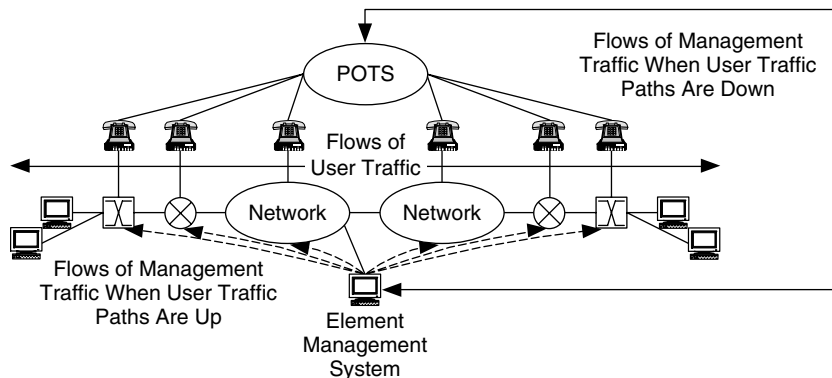 POTS
Flows of Management
Traffic When User Traffic
Paths Are Down
Flows of
User Traffic
Network
Network
Flows of Management
Traffic When User Traffic
Paths Are Up
Element
Management
System